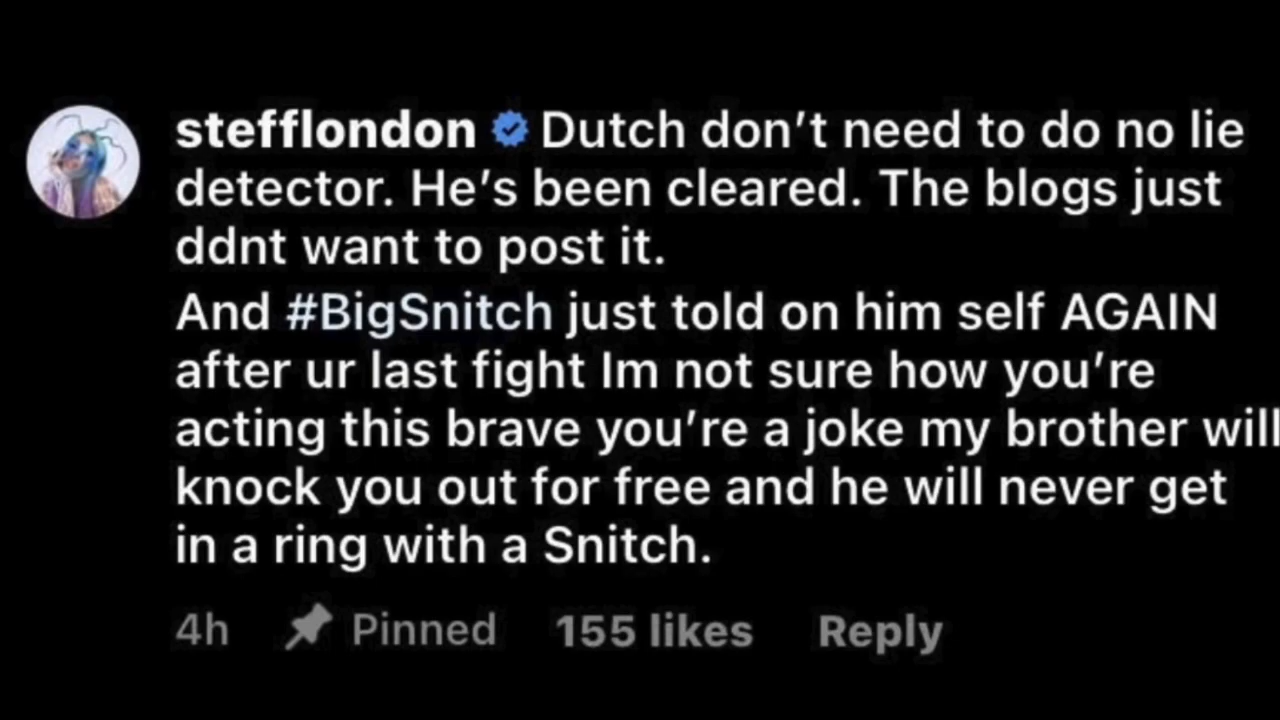 stefflondon Dutch don’t need to do no lie
detector. He’s been cleared. The blogs just
ddnt want to post it.
And #BigSnitch just told on him self AGAIN
after ur last fight Im not sure how you’re
acting this brave you’re a joke my brother will
knock you out for free and he will never get
in a ring with a Snitch.
4h Pinned 155 likes Reply